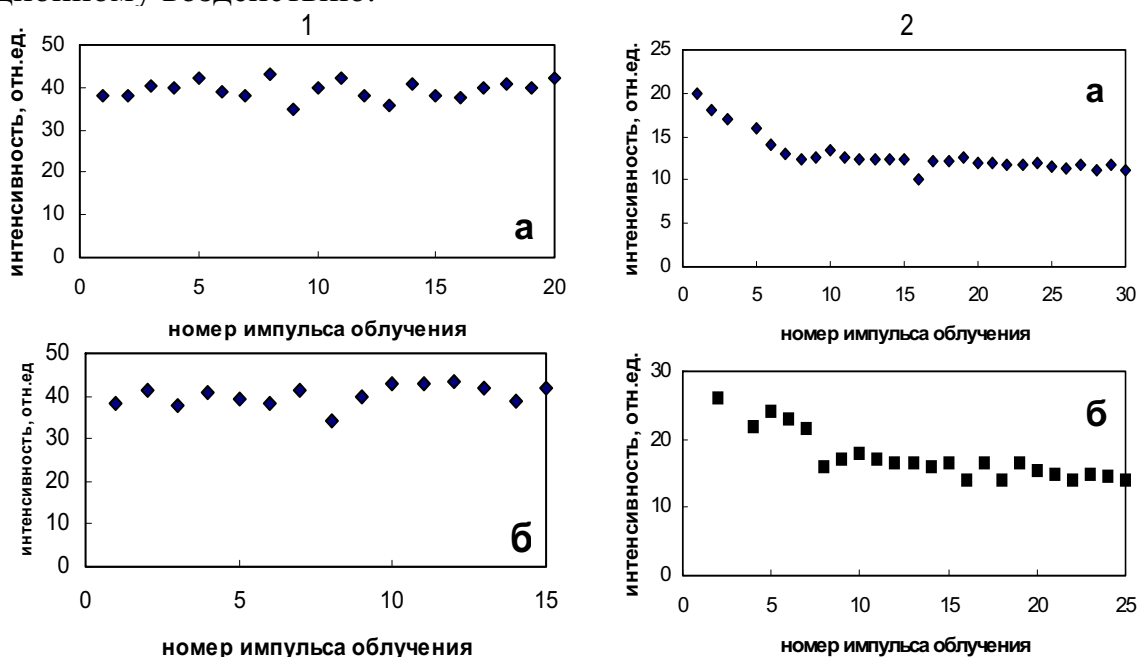 1
интенсивность, отн.ед.
50
40
30
20
10
0
а
0 5 10 15 20
номер импульса облучения
2
интенсивность, отн.ед.
25
20
15
10
5
0
а
0 5 10 15 20 25 30
номер импульса облучения
интенсивность, отн.ед
50
40
30
20
10
0
б
0 5 10 15
номер импульса облучения
интенсивность, отн.ед.
30
20
10
0
б
0 5 10 15 20 25
номер импульса облучения